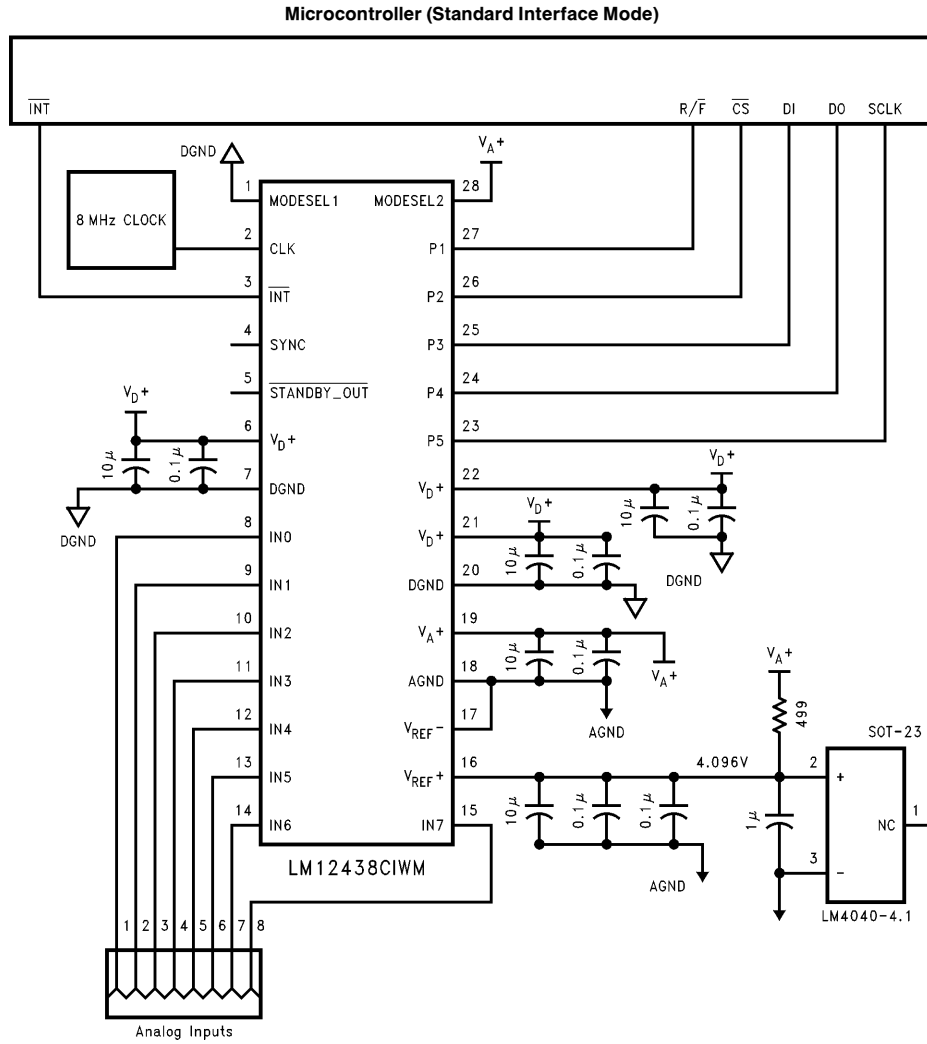 Microcontroller (Standard Interface Mode)
INT R/F CS DI DO SCLK
DGND
VA+
8 MHz CLOCK
1 MODESEL1 MODESEL2 28
2 CLK P1 27
3 INT P2 26
4 SYNC P3 25
5 STANDBY_OUT P4 24
P5 23
VD+
6 VD+
10μ 0.1μ
7 DGND
DGND
VD+ 22
VD+
10μ 0.1μ
DGND
8 IN0 VD+ 21
VD+
10μ 0.1μ
9 IN1 DGND 20
10 IN2 VA+ 19
10μ 0.1μ
VA+
11 IN3 AGND 18
AGND
12 IN4 VREF- 17
13 IN5 VREF+ 16
4.096V
14 IN6 IN7 15
10μ 0.1μ 0.1μ
AGND
VA+
499
SOT-23
2 +
1μ
NC 1
3 -
LM4040-4.1
LM12438CIWM
1 2 3 4 5 6 7 8
Analog Inputs